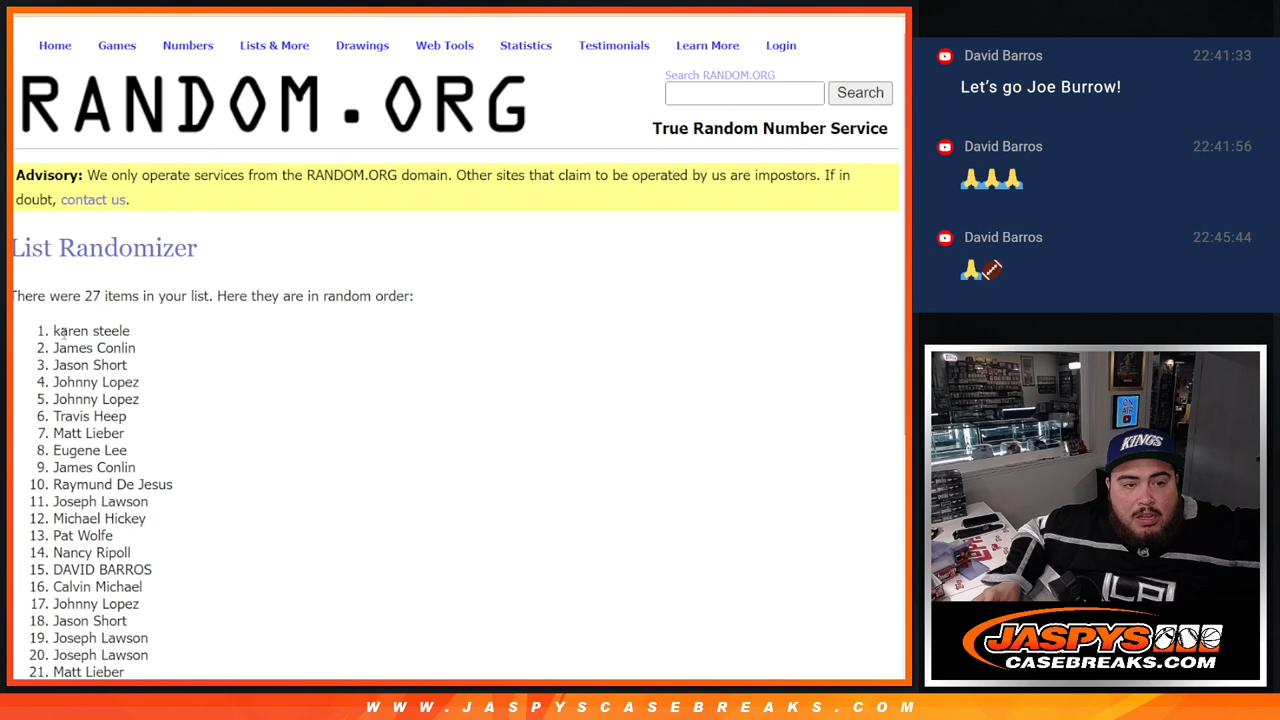 Home Games Numbers Lists & More Drawings Web Tools Statistics Testimonials Learn More Login
RANDOM.ORG
Search RANDOM.ORG
Search
True Random Number Service
Advisory: We only operate services from the RANDOM.ORG domain. Other sites that claim to be operated by us are impostors. If in
doubt, contact us.
List Randomizer
There were 27 items in your list. Here they are in random order:
1. karen steele
2. James Conlin
3. Jason Short
4. Johnny Lopez
5. Johnny Lopez
6. Travis Heep
7. Matt Lieber
8. Eugene Lee
9. James Conlin
10. Raymund De Jesus
11. Joseph Lawson
12. Michael Hickey
13. Pat Wolfe
14. Nancy Ripoll
15. DAVID BARROS
16. Calvin Michael
17. Johnny Lopez
18. Jason Short
19. Joseph Lawson
20. Joseph Lawson
21. Matt Lieber
David Barros 22:41:33
Let’s go Joe Burrow!
David Barros 22:41:56
🙏🙏🙏
David Barros 22:45:44
🙏🏈
ON AIR
KINGS
LA
JASPYS
CASEBREAKS.COM
WWW.JASPYSCASEBREAKS.COM